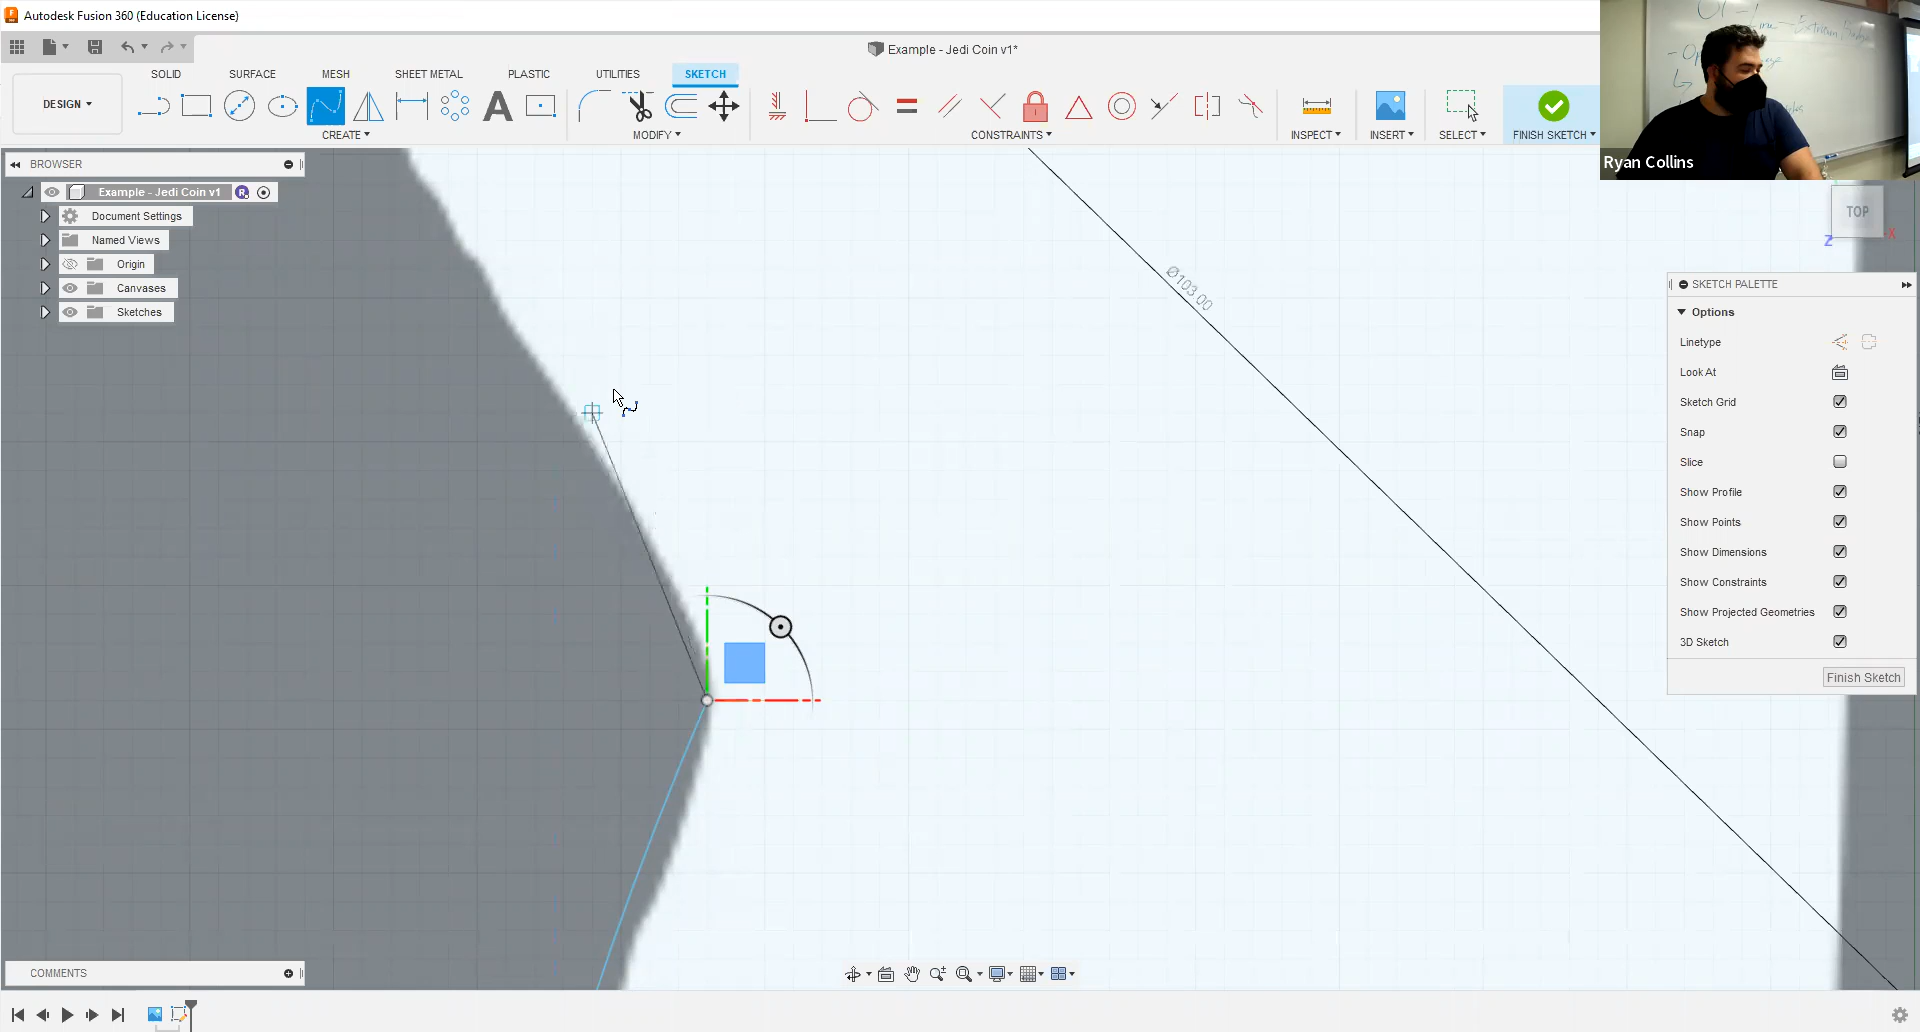 Autodesk Fusion 360 (Education License)
Example - Jedi Coin v1*
SOLID
SURFACE
MESH
SHEET METAL
PLASTIC
UTILITIES
SKETCH
DESIGN
CREATE
MODIFY
CONSTRAINTS
INSPECT
INSERT
SELECT
FINISH SKETCH
Ryan Collins
BROWSER
Example - Jedi Coin v1
Document Settings
Named Views
Origin
Canvases
Sketches
Ø103.00
TOP
Z
X
SKETCH PALETTE
Options
Linetype
Look At
Sketch Grid
Snap
Slice
Show Profile
Show Points
Show Dimensions
Show Constraints
Show Projected Geometries
3D Sketch
Finish Sketch
COMMENTS